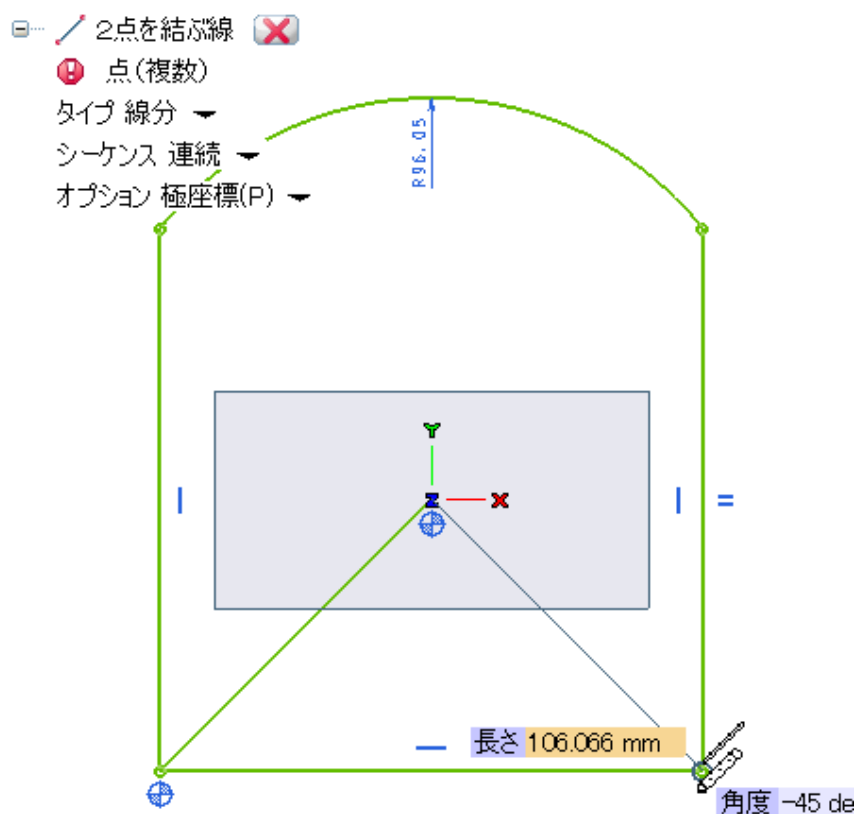 2点を結ぶ線
点(複数)
タイプ 線分
シーケンス 連続
オプション 極座標(P)
R96.05
Y
Z X
長さ 106.066 mm
角度 -45 de